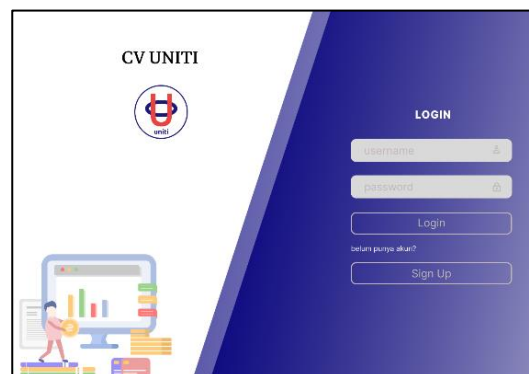 CV UNITI
uniti
LOGIN
username
password
Login
belum punya akun?
Sign Up